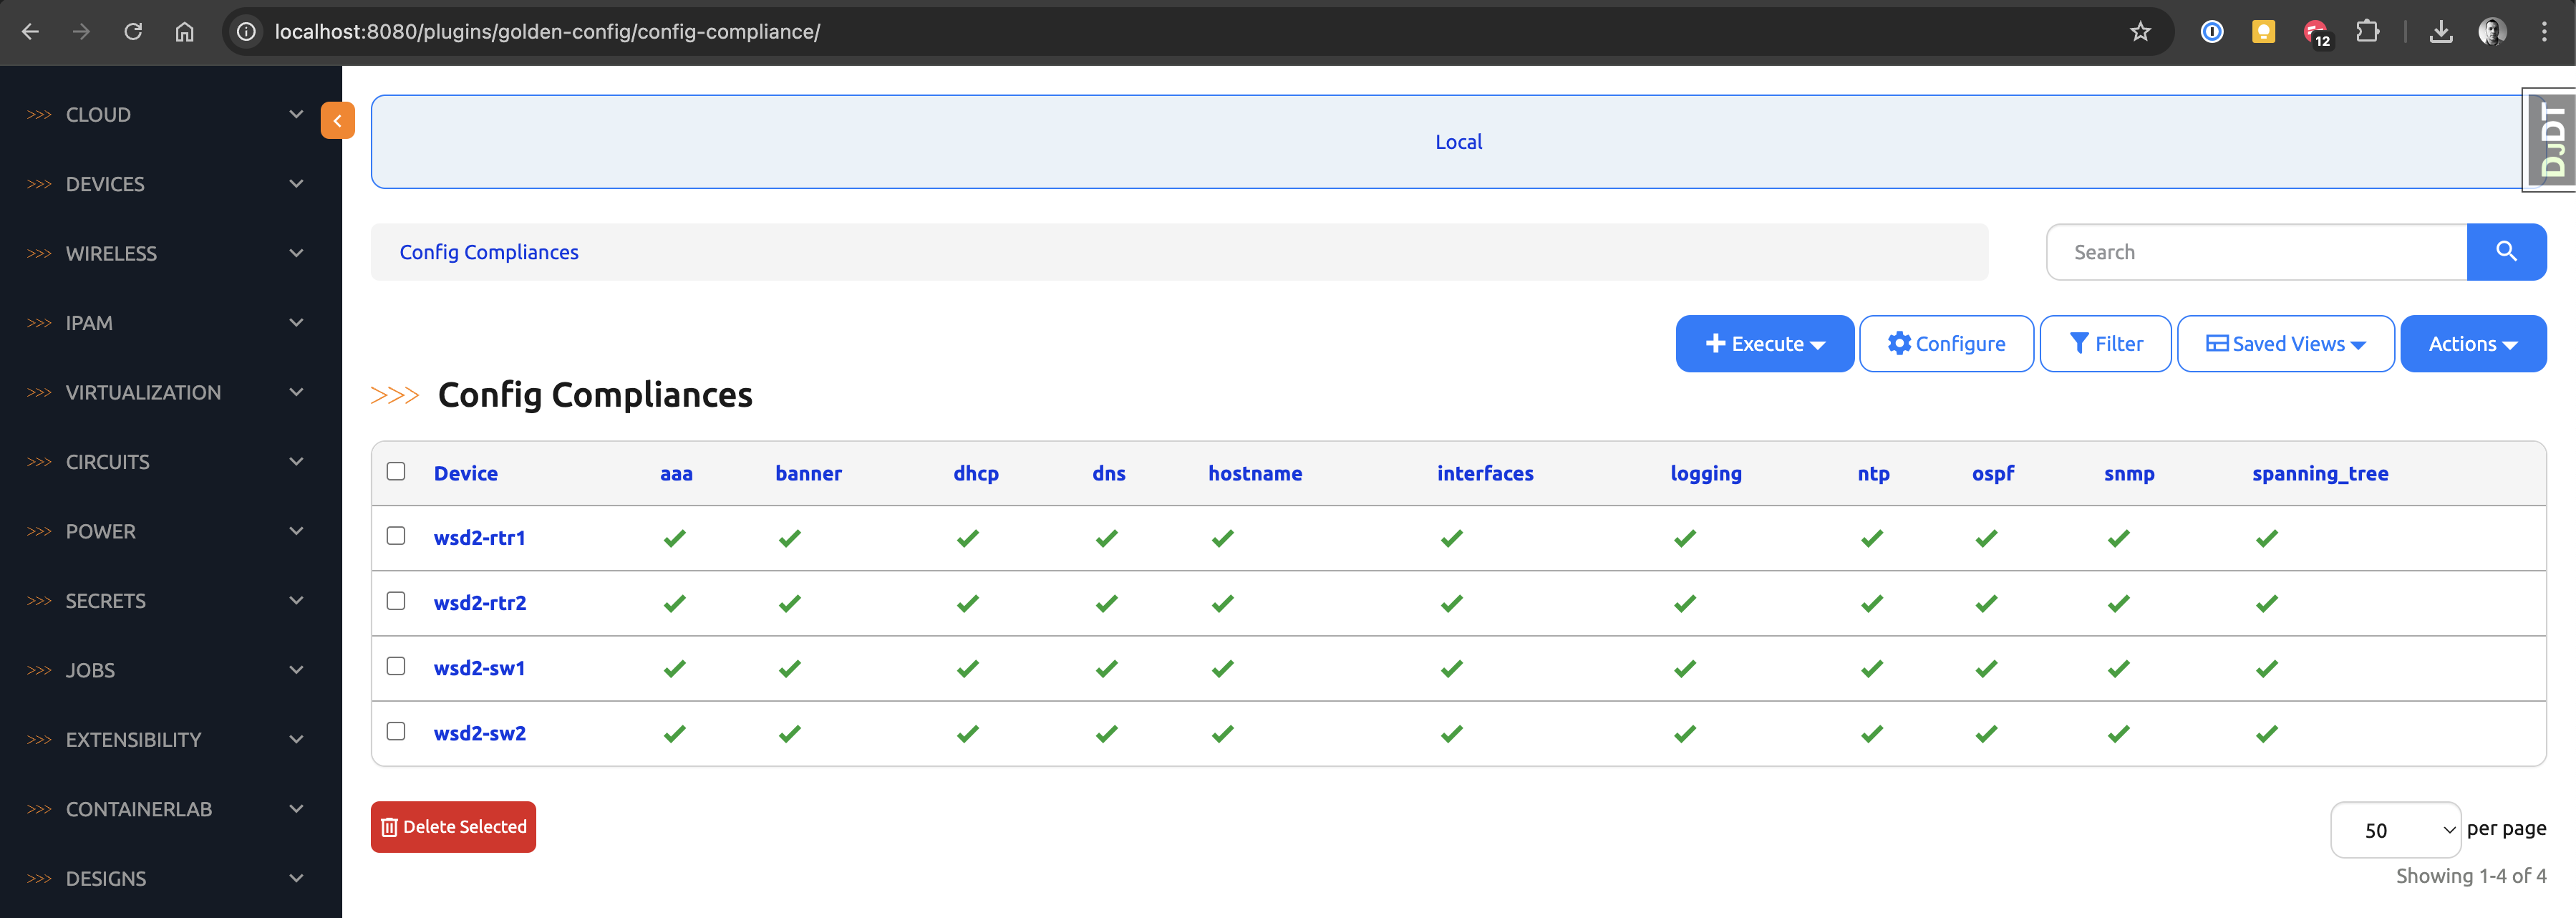 localhost:8080/plugins/golden-config/config-compliance/
12
CLOUD
DEVICES
WIRELESS
IPAM
VIRTUALIZATION
CIRCUITS
POWER
SECRETS
JOBS
EXTENSIBILITY
CONTAINERLAB
DESIGNS
Local
DJDT
Config Compliances
Search
Execute Configure Filter Saved Views Actions
>>> Config Compliances
Device aaa banner dhcp dns hostname interfaces logging ntp ospf snmp spanning_tree
wsd2-rtr1
wsd2-rtr2
wsd2-sw1
wsd2-sw2
Delete Selected
50 per page
Showing 1-4 of 4